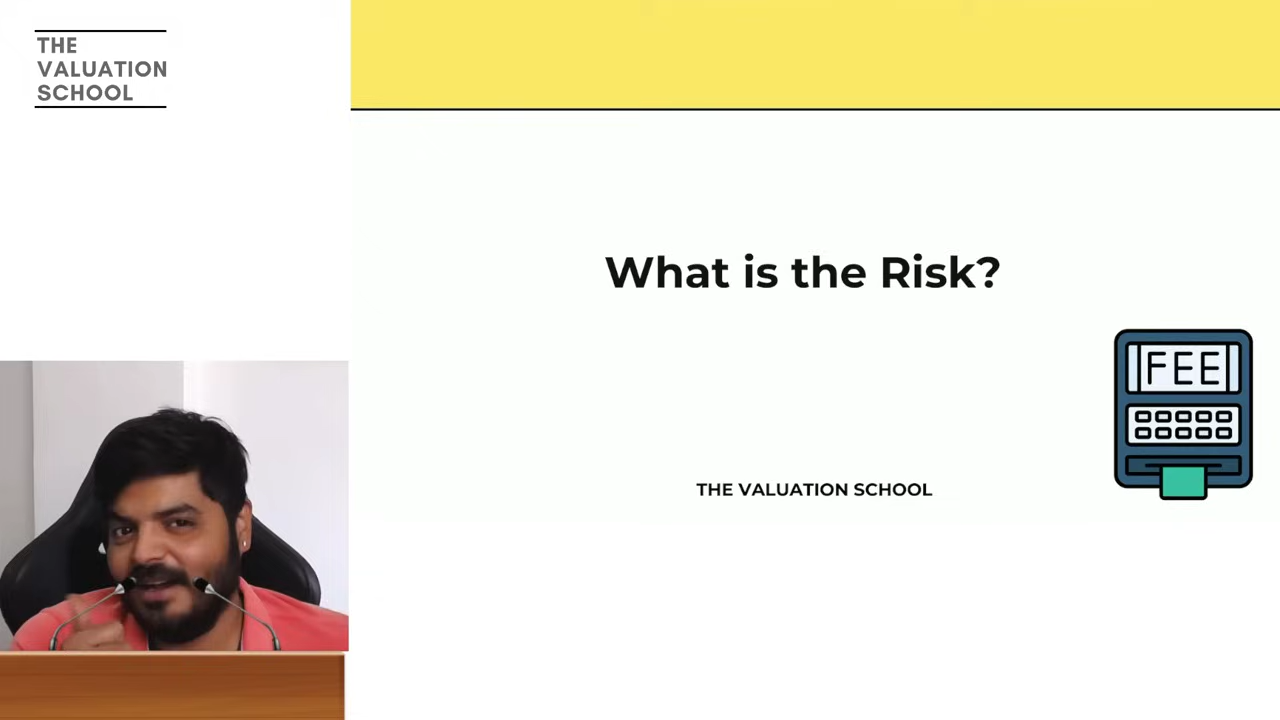 THE
VALUATION
SCHOOL
What is the Risk?
FEE
THE VALUATION SCHOOL